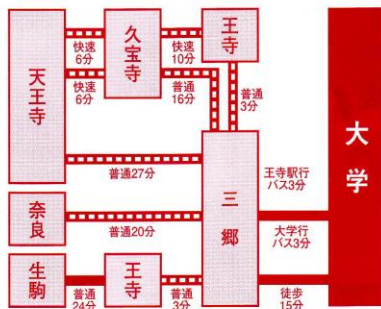 天王寺
快速
6分
久宝寺
快速
10分
王寺
快速
6分
普通
16分
普通
3分
普通27分
三郷
王寺駅行
バス3分
大学
奈良
普通20分
大学行
バス3分
生駒
普通
24分
王寺
普通
3分
徒歩
15分